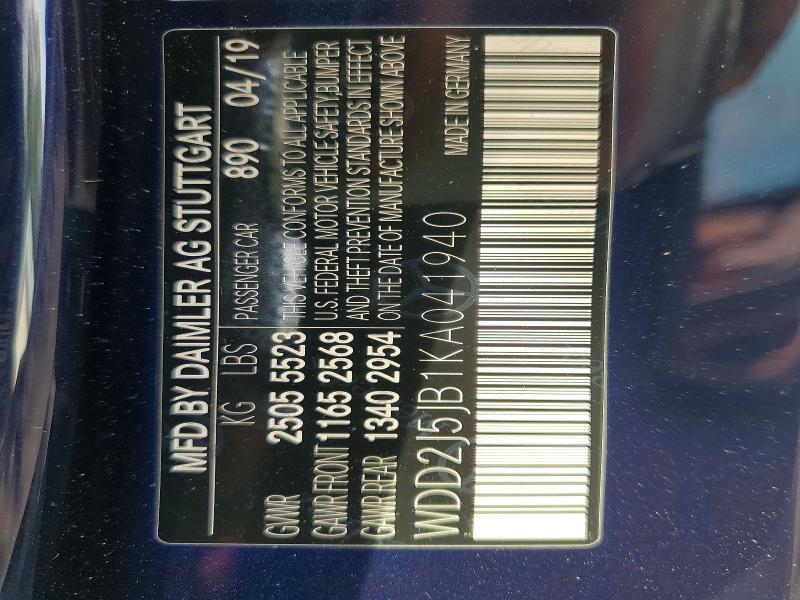 MFD BY DAIMLER AG STUTTGART
KG LBS PASSENGER CAR 890 04/19
GVWR 2505 5523 THIS VEHICLE CONFORMS TO ALL APPLICABLE
GAWR FRONT 1165 2568 U.S. FEDERAL MOTOR VEHICLE SAFETY, BUMPER
GAWR REAR 1340 2954 AND THEFT PREVENTION STANDARDS IN EFFECT
ON THE DATE OF MANUFACTURE SHOWN ABOVE
WDD2J5JB1KA041940 MADE IN GERMANY